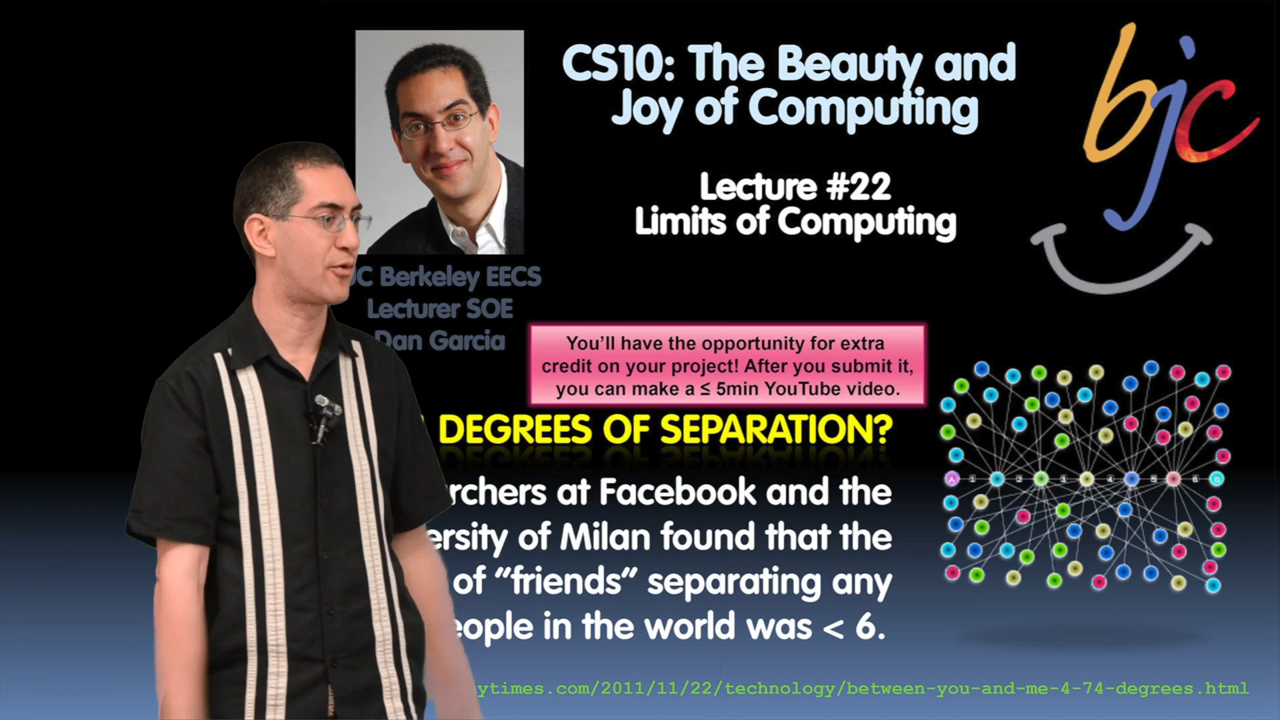 CS10: The Beauty and
Joy of Computing
bjc
Lecture #22
Limits of Computing
Berkeley EECS
Lecturer SOE
Dan Garcia
You'll have the opportunity for extra
credit on your project! After you submit it,
you can make a ≤ 5min YouTube video.
DEGREES OF SEPARATION?
at Facebook and the
of Milan found that the
of “friends“ separating any
in the world was < 6.
ytimes.com/2011/11/22/technology/between-you-and-me-4-74-degrees.html